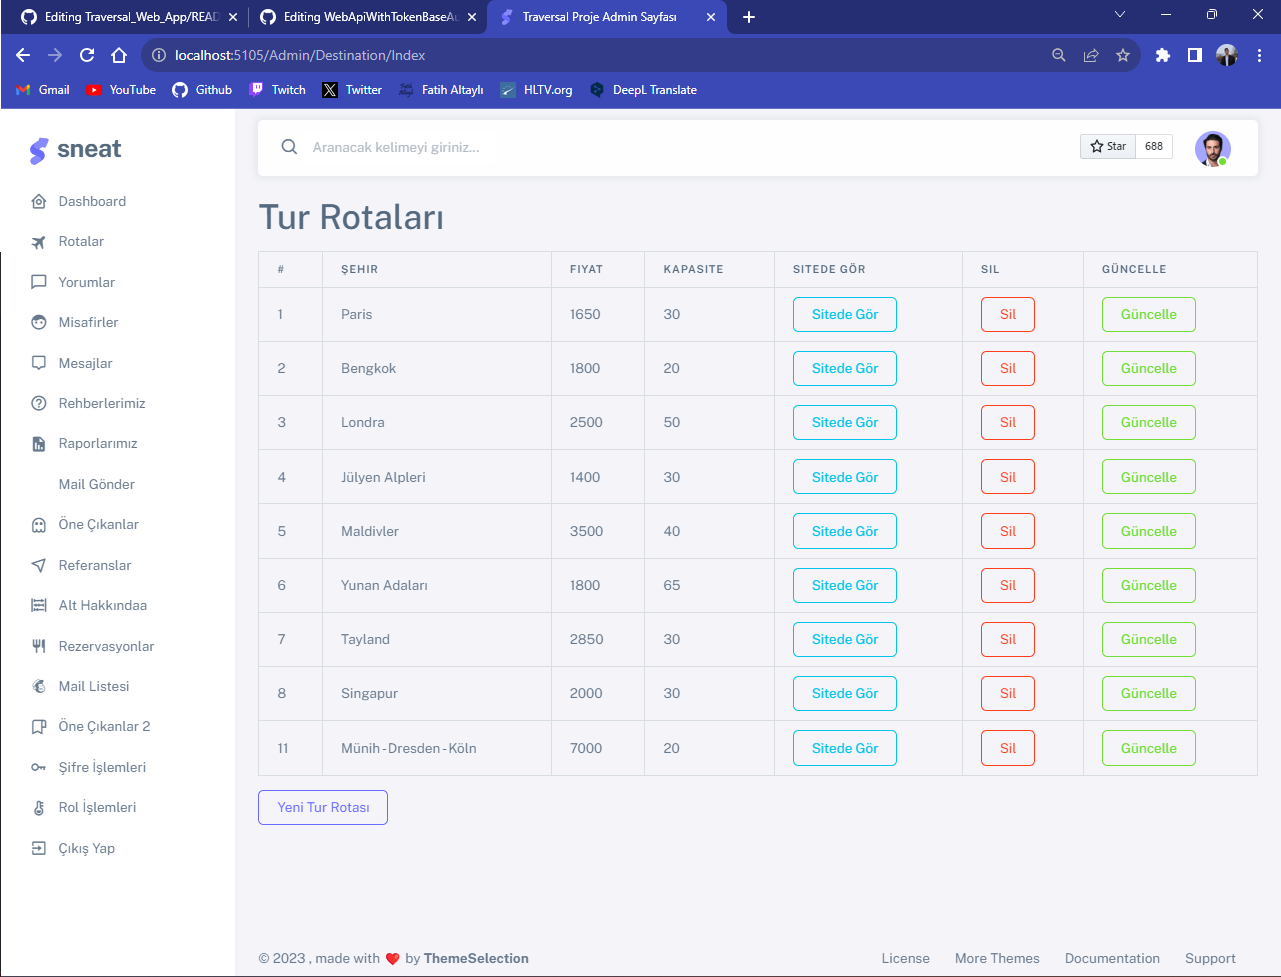 Editing Traversal_Web_App/READ
Editing WebApiWithTokenBaseAu
Traversal Proje Admin Sayfası
localhost:5105/Admin/Destination/Index
Gmail
YouTube
Github
Twitch
Twitter
Fatih Altaylı
HLTV.org
DeepL Translate
sneat
Aranacak kelimeyi giriniz...
Star
688
Dashboard
Rotalar
Yorumlar
Misafirler
Mesajlar
Rehberlerimiz
Raporlarımız
Mail Gönder
Öne Çıkanlar
Referanslar
Alt Hakkındaa
Rezervasyonlar
Mail Listesi
Öne Çıkanlar 2
Şifre İşlemleri
Rol İşlemleri
Çıkış Yap
Tur Rotaları
# ŞEHIR FIYAT KAPASITE SITEDE GÖR SIL GÜNCELLE
1 Paris 1650 30 Sitede Gör Sil Güncelle
2 Bengkok 1800 20 Sitede Gör Sil Güncelle
3 Londra 2500 50 Sitede Gör Sil Güncelle
4 Jülyen Alpleri 1400 30 Sitede Gör Sil Güncelle
5 Maldivler 3500 40 Sitede Gör Sil Güncelle
6 Yunan Adaları 1800 65 Sitede Gör Sil Güncelle
7 Tayland 2850 30 Sitede Gör Sil Güncelle
8 Singapur 2000 30 Sitede Gör Sil Güncelle
11 Münih - Dresden - Köln 7000 20 Sitede Gör Sil Güncelle
Yeni Tur Rotası
© 2023 , made with ❤️ by ThemeSelection
License
More Themes
Documentation
Support